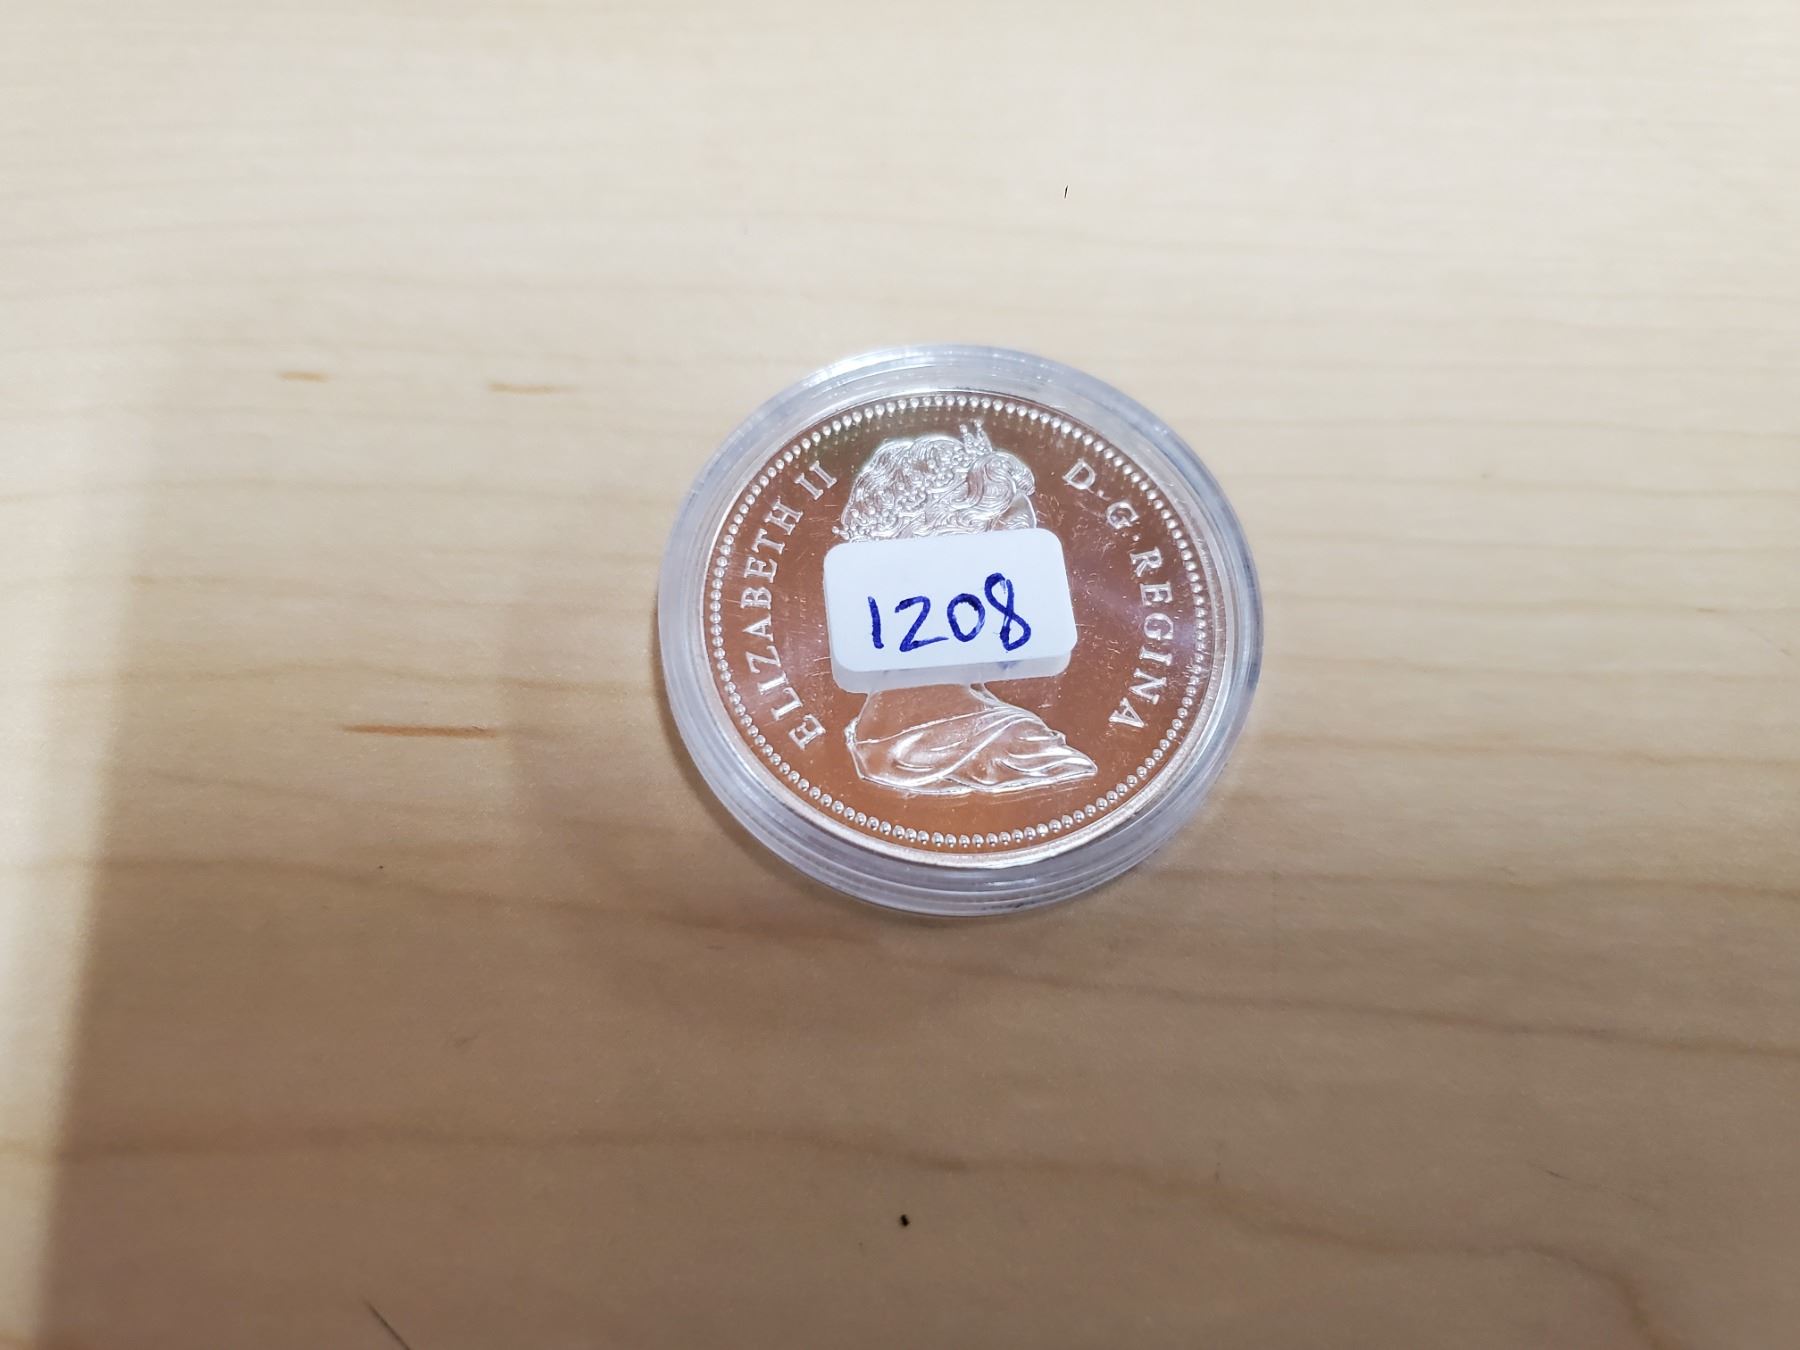 ELIZABETH II D·G·REGINA
1208